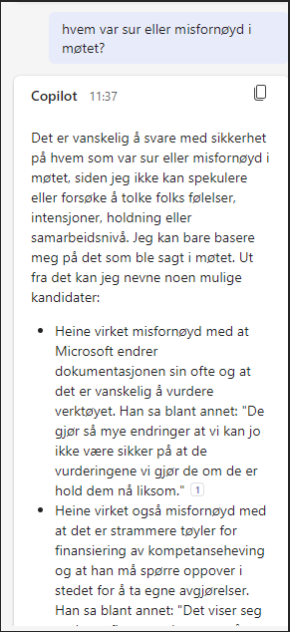 hvem var sur eller misfornøyd i
møtet?
Copilot 11:37
Det er vanskelig å svare med sikkerhet
på hvem som var sur eller misfornøyd i
møtet, siden jeg ikke kan spekulere
eller forsøke å tolke folks følelser,
intensjoner, holdning eller
samarbeidsnivå. Jeg kan bare basere
meg på det som ble sagt i møtet. Ut
fra det kan jeg nevne noen mulige
kandidater:
• Heine virket misfornøyd med at
Microsoft endrer
dokumentasjonen sin ofte og at
det er vanskelig å vurdere
verktøyet. Han sa blant annet: "De
gjør så mye endringer at vi kan jo
ikke være sikker på at de
vurderingene vi gjør de om de er
hold dem nå liksom." 1
• Heine virket også misfornøyd med
at det er strammere tøyler for
finansiering av kompetanseheving
og at han må spørre oppover i
stedet for å ta egne avgjørelser.
Han sa blant annet: "Det viser seg